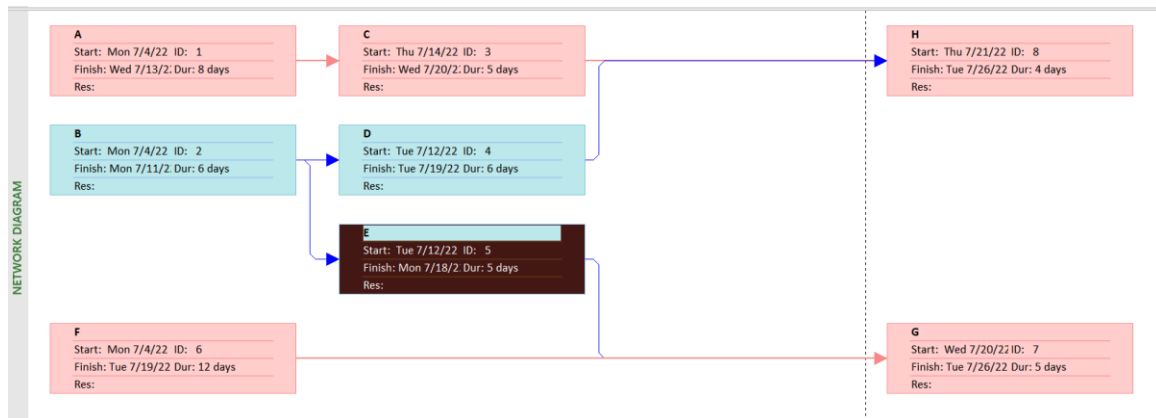 NETWORK DIAGRAM
A
Start: Mon 7/4/22 ID: 1
Finish: Wed 7/13/2 Dur: 8 days
Res:
C
Start: Thu 7/14/22 ID: 3
Finish: Wed 7/20/2 Dur: 5 days
Res:
H
Start: Thu 7/21/22 ID: 8
Finish: Tue 7/26/22 Dur: 4 days
Res:
B
Start: Mon 7/4/22 ID: 2
Finish: Mon 7/11/2 Dur: 6 days
Res:
D
Start: Tue 7/12/22 ID: 4
Finish: Tue 7/19/22 Dur: 6 days
Res:
E
Start: Tue 7/12/22 ID: 5
Finish: Mon 7/18/2 Dur: 5 days
Res:
F
Start: Mon 7/4/22 ID: 6
Finish: Tue 7/19/22 Dur: 12 days
Res:
G
Start: Wed 7/20/22 ID: 7
Finish: Tue 7/26/22 Dur: 5 days
Res: